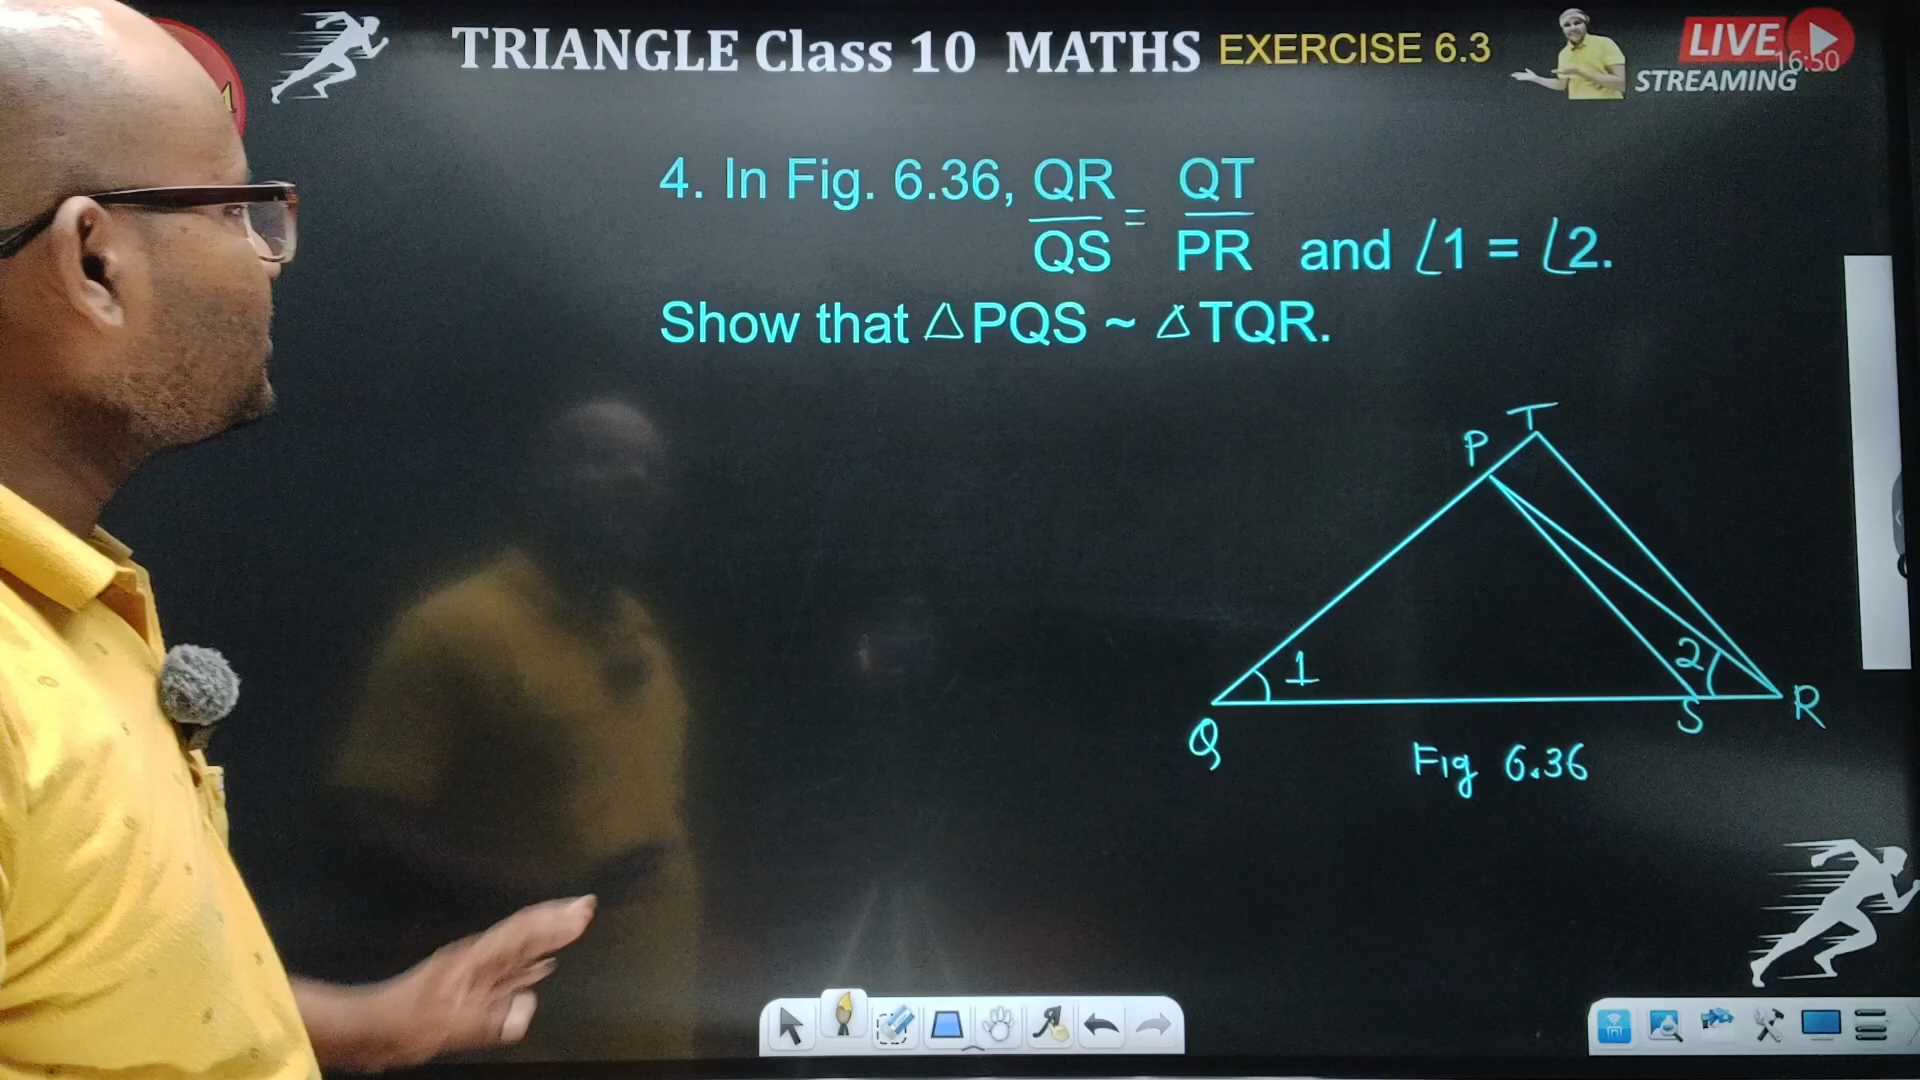 TRIANGLE Class 10 MATHS EXERCISE 6.3
LIVE
16:50
STREAMING
4. In Fig. 6.36, QR/QS = QT/PR and ∠1 = ∠2.
Show that △PQS ~ △TQR.
T
P
1
2
Q
S
R
Fig 6.36